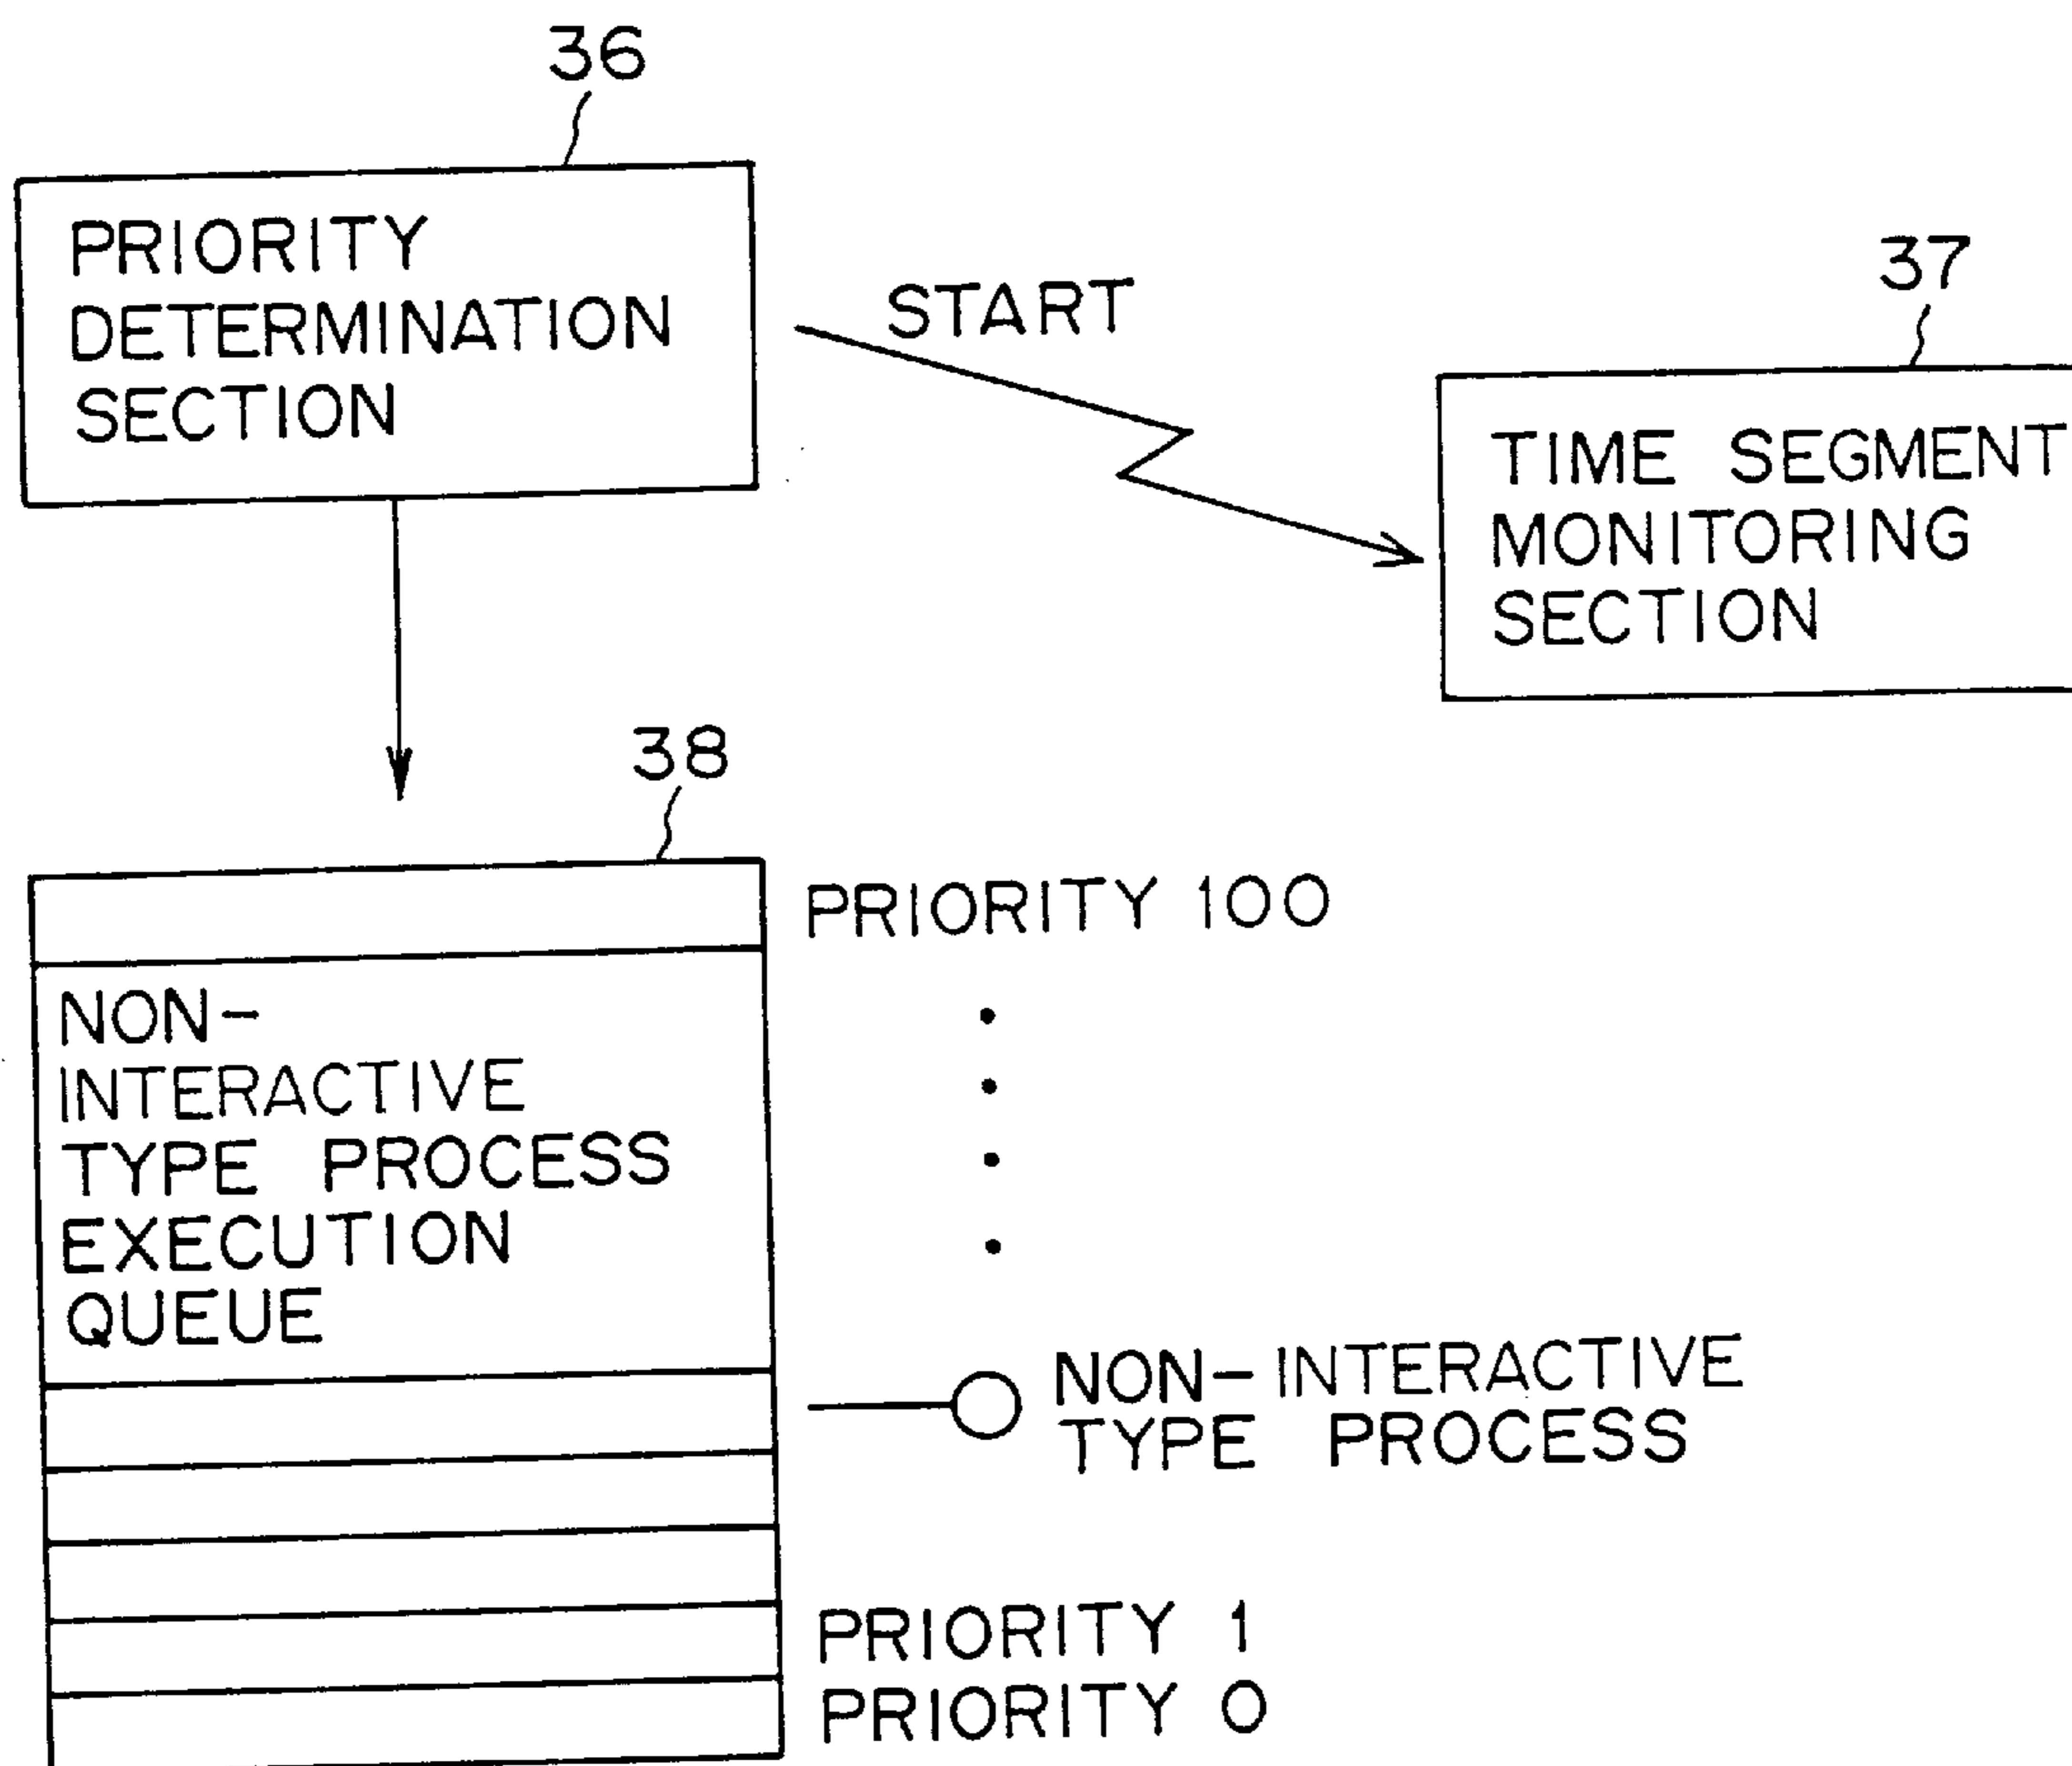 36
PRIORITY
DETERMINATION
SECTION
START
37
TIME SEGMENT
MONITORING
SECTION
38
PRIORITY 100
NON-
INTERACTIVE
TYPE PROCESS
EXECUTION
QUEUE
NON-INTERACTIVE
TYPE PROCESS
PRIORITY 1
PRIORITY 0